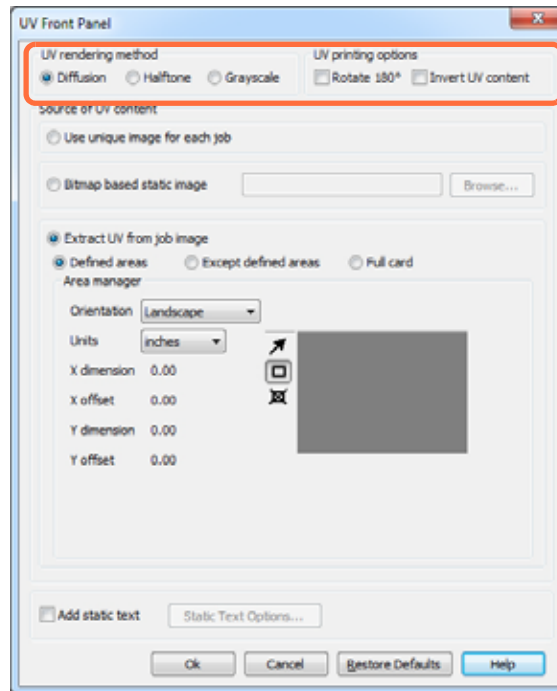 UV Front Panel
UV rendering method UV printing options
Diffusion Halftone Grayscale Rotate 180° Invert UV content
Source of UV content
Use unique image for each job
Bitmap based static image Browse...
Extract UV from job image
Defined areas Except defined areas Full card
Area manager
Orientation Landscape
Units inches
X dimension 0.00
X offset 0.00
Y dimension 0.00
Y offset 0.00
Add static text Static Text Options...
Ok Cancel Restore Defaults Help